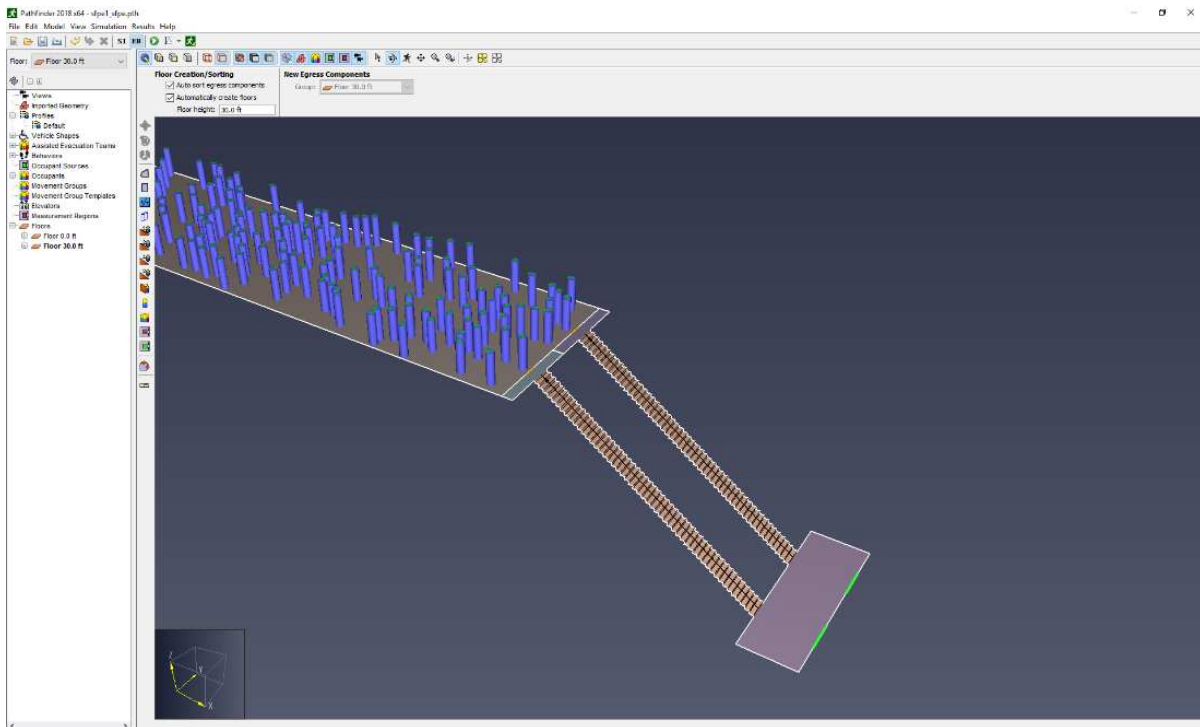 Pathfinder 2018 x64 - sfpe1_sfpe.pth
File Edit Model View Simulation Results Help
SI EN
Floor: Floor 30.0 ft
Floor Creation/Sorting
Auto sort egress components
Automatically create floors
Floor height: 30.0 ft
New Egress Components
Group: Floor 30.0 ft
Views
Imported Geometry
Profiles
Default
Vehicle Shapes
Assisted Evacuation Teams
Behaviors
Occupant Sources
Occupants
Movement Groups
Movement Group Templates
Elevators
Measurement Regions
Floors
Floor 0.0 ft
Floor 30.0 ft
Z
Y
X